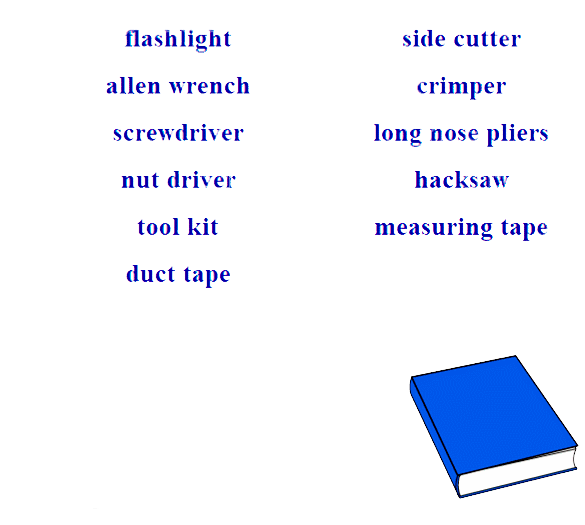 flashlight
allen wrench
screwdriver
nut driver
tool kit
duct tape
side cutter
crimper
long nose pliers
hacksaw
measuring tape